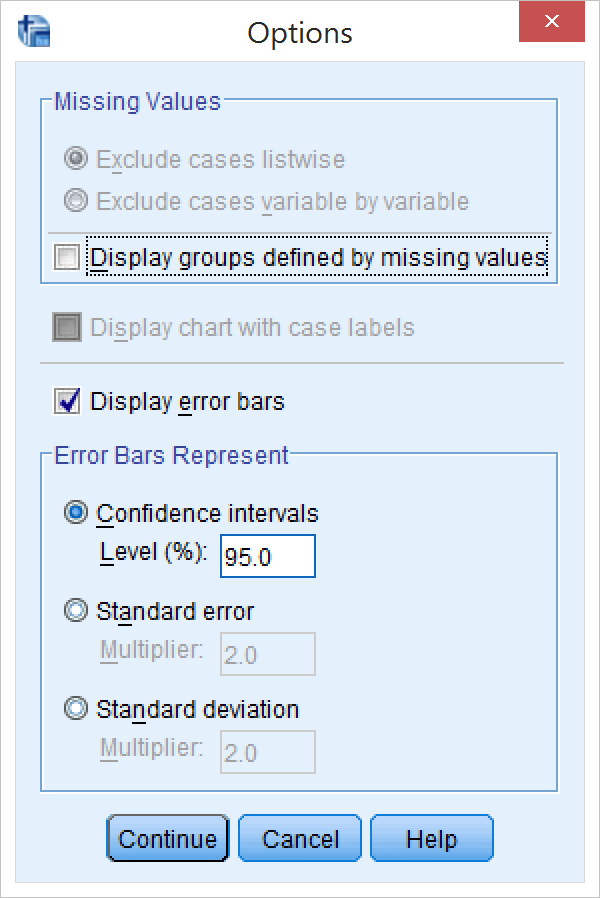 Options
Missing Values
Exclude cases listwise
Exclude cases variable by variable
Display groups defined by missing values
Display chart with case labels
Display error bars
Error Bars Represent
Confidence intervals
Level (%): 95.0
Standard error
Multiplier: 2.0
Standard deviation
Multiplier: 2.0
Continue Cancel Help